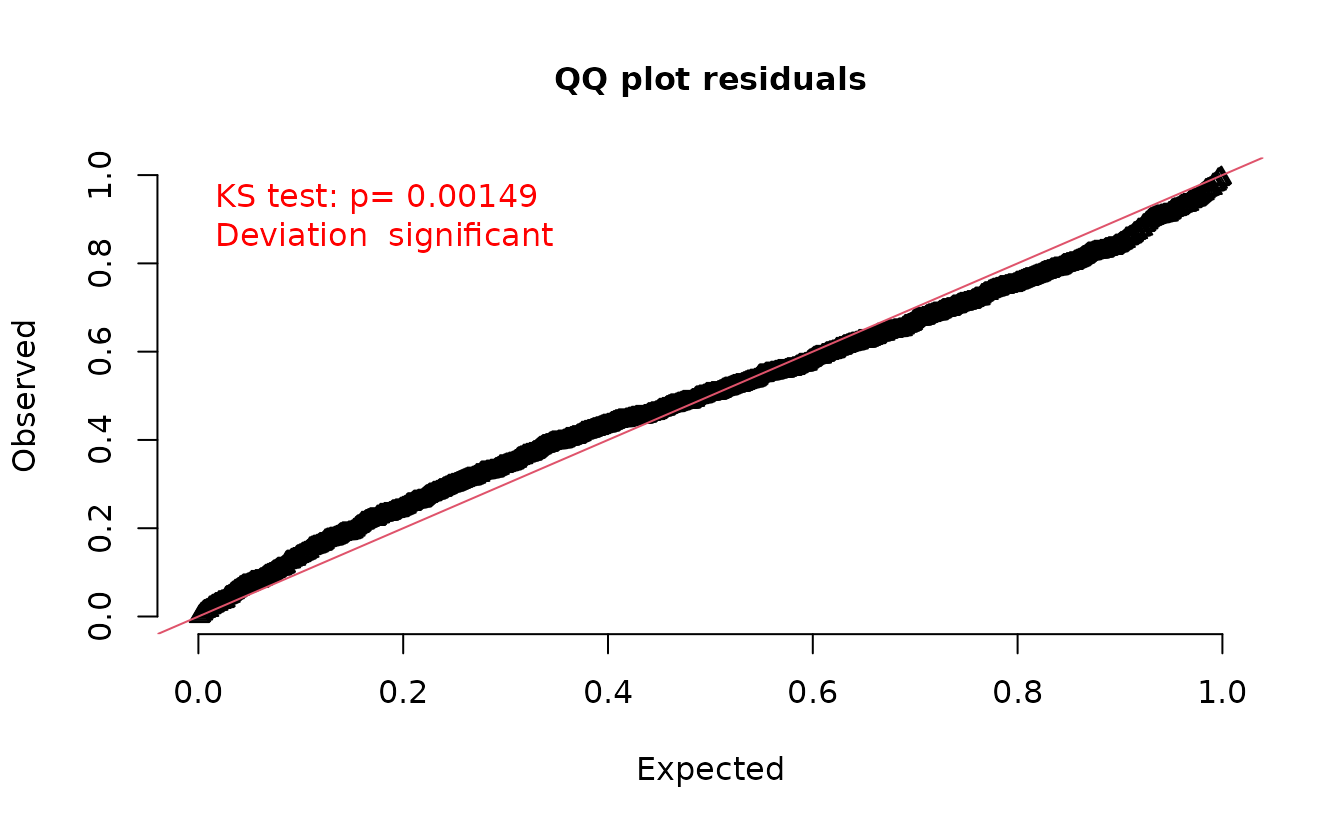 QQ plot residuals
KS test: p= 0.00149
Deviation  significant
1.0
0.8
0.6
0.4
0.2
0.0
Observed
0.0 0.2 0.4 0.6 0.8 1.0
Expected